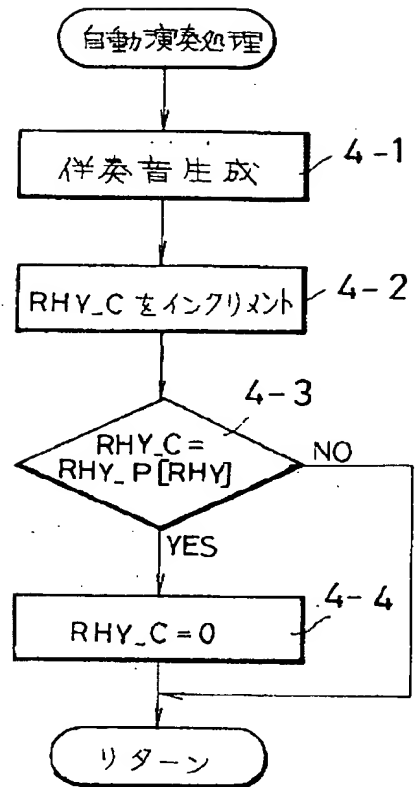 自動演奏処理
伴奏音生成
4-1
RHY_Cをインクリメント
4-2
4-3
RHY_C=
RHY_P[RHY]
NO
YES
4-4
RHY_C=0
リターン